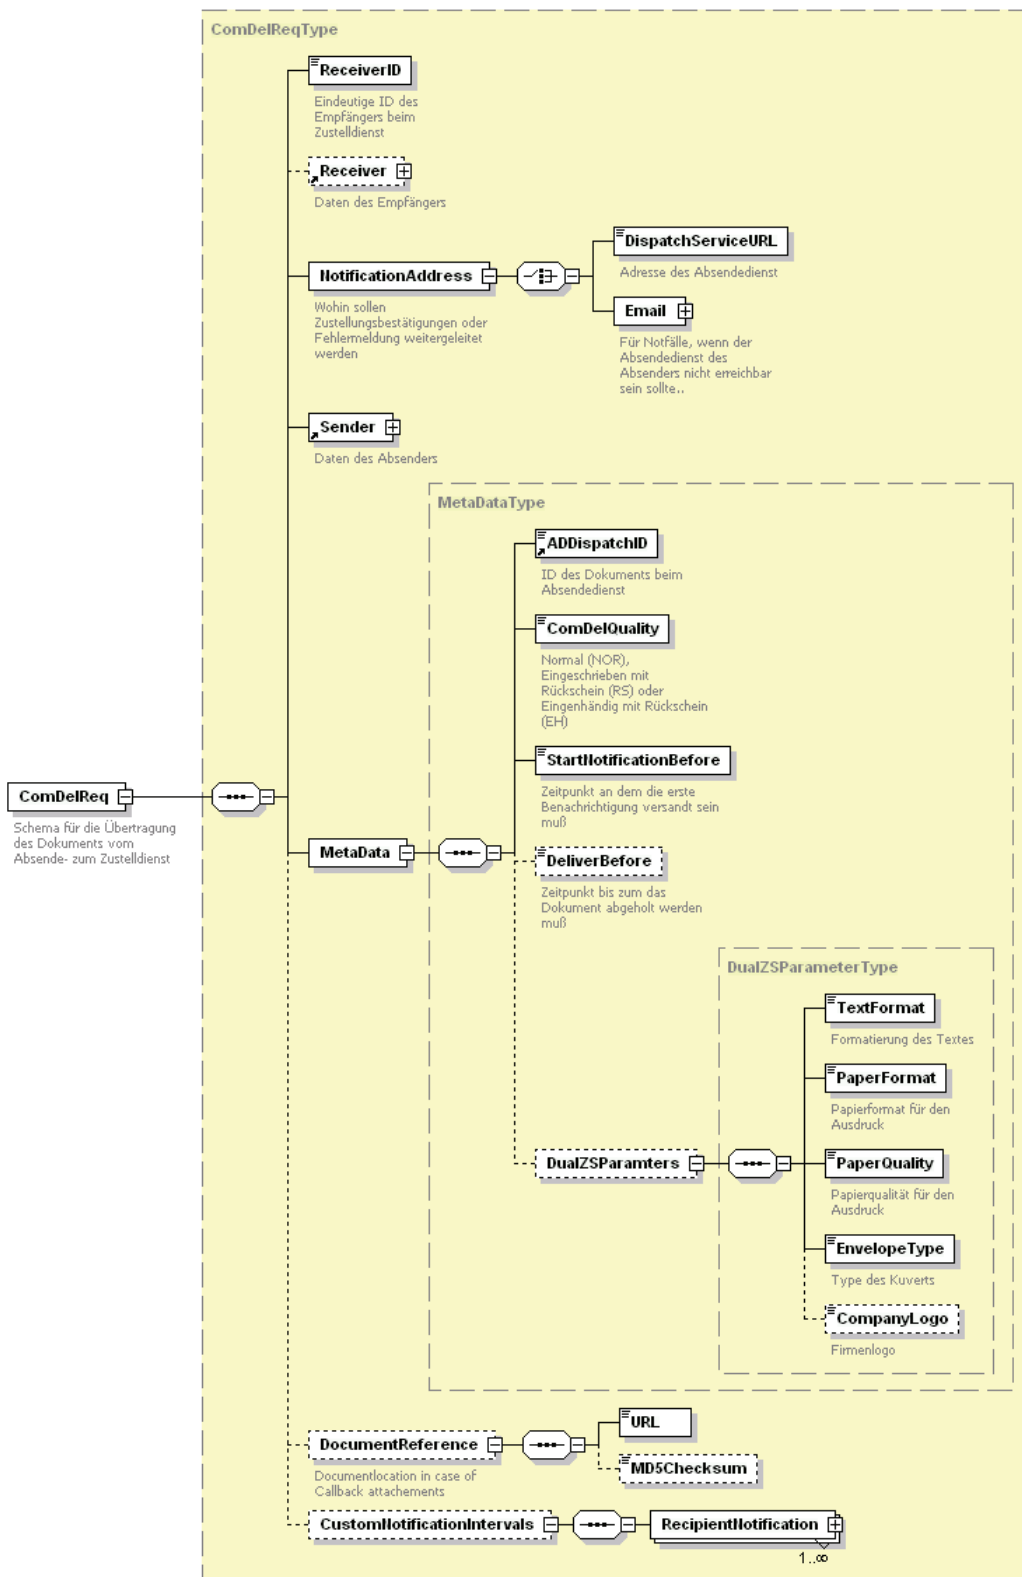 ComDelReqType
ReceiverID
Eindeutige ID des
Empfängers beim
Zustelldienst
Receiver
Daten des Empfängers
NotificationAddress
Wohin sollen
Zustellungsbestätigungen oder
Fehlermeldung weitergeleitet
werden
DispatchServiceURL
Adresse des Absendedienst
Email
Für Notfälle, wenn der
Absendedienst des
Absenders nicht erreichbar
sein sollte..
Sender
Daten des Absenders
MetaDataType
ADDispatchID
ID des Dokuments beim
Absendedienst
ComDelQuality
Normal (NOR),
Eingeschrieben mit
Rückschein (RS) oder
Eingenhändig mit Rückschein
(EH)
StartNotificationBefore
Zeitpunkt an dem die erste
Benachrichtigung versandt sein
muß
ComDelReq
Schema für die Übertragung
des Dokuments vom
Absende- zum Zustelldienst
MetaData
DeliverBefore
Zeitpunkt bis zum das
Dokument abgeholt werden
muß
DualZSParameterType
TextFormat
Formatierung des Textes
PaperFormat
Papierformat für den
Ausdruck
DualZSParamters
PaperQuality
Papierqualität für den
Ausdruck
EnvelopeType
Type des Kuverts
CompanyLogo
Firmenlogo
DocumentReference
Documentlocation in case of
Callback attachements
URL
MD5Checksum
CustomNotificationIntervals
RecipientNotification
1..∞